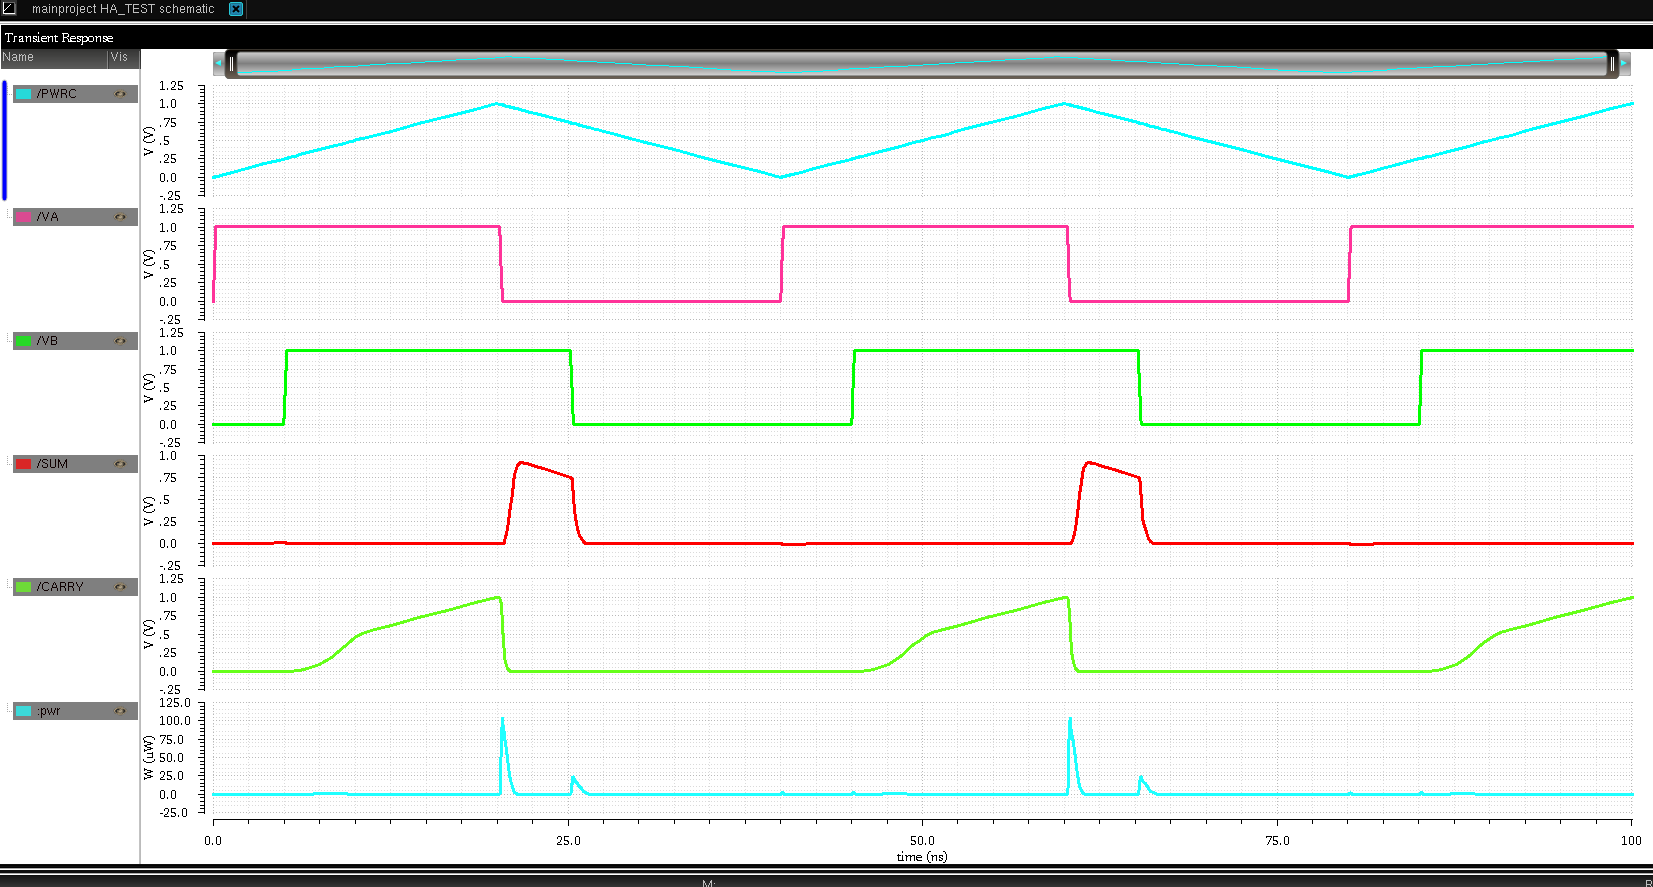 mainproject HA_TEST schematic
Transient Response
Name Vis
/PWRC
1.25
1.0
.75
.5
.25
0.0
-.25
V (V)
/VA
1.25
1.0
.75
.5
.25
0.0
-.25
V (V)
/VB
1.25
1.0
.75
.5
.25
0.0
-.25
V (V)
/SUM
1.0
.75
.5
.25
0.0
-.25
V (V)
/CARRY
1.25
1.0
.75
.5
.25
0.0
-.25
V (V)
:pwr
125.0
100.0
75.0
50.0
25.0
0.0
-25.0
W (uW)
0.0 25.0 50.0 75.0 100
time (ns)
M: